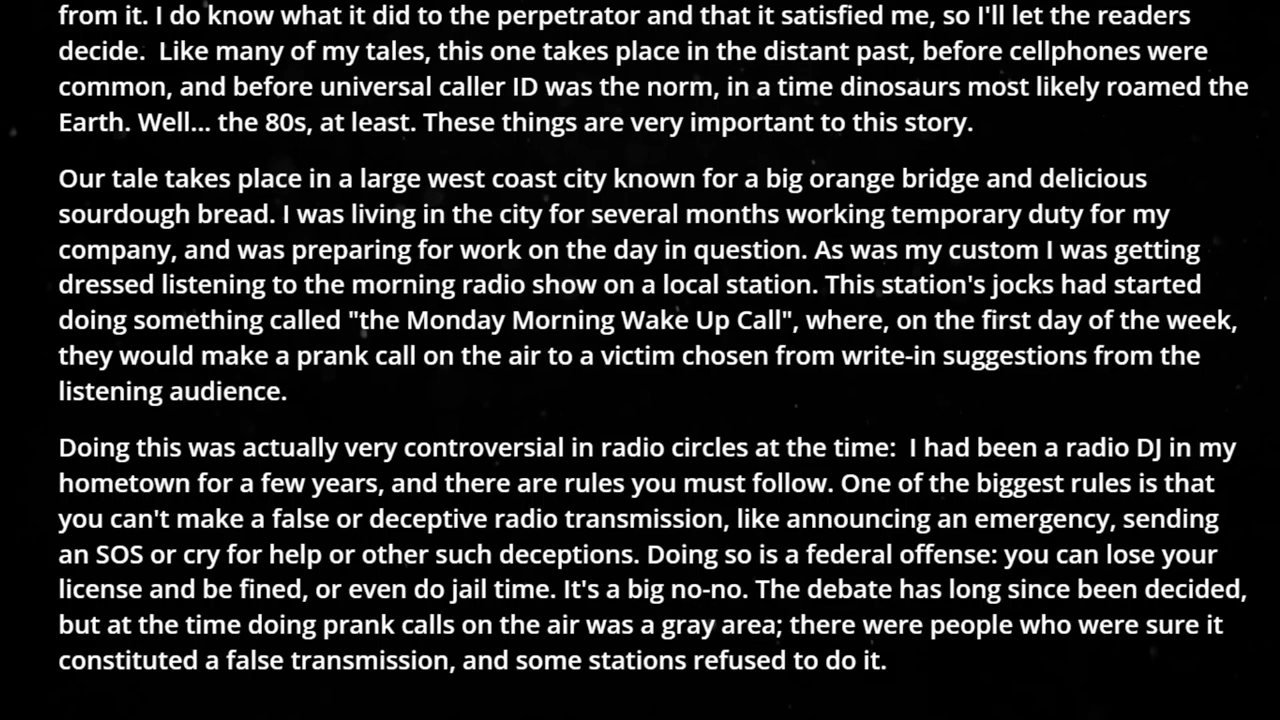 from it. I do know what it did to the perpetrator and that it satisfied me, so I'll let the readers
decide.  Like many of my tales, this one takes place in the distant past, before cellphones were
common, and before universal caller ID was the norm, in a time dinosaurs most likely roamed the
Earth. Well... the 80s, at least. These things are very important to this story.
Our tale takes place in a large west coast city known for a big orange bridge and delicious
sourdough bread. I was living in the city for several months working temporary duty for my
company, and was preparing for work on the day in question. As was my custom I was getting
dressed listening to the morning radio show on a local station. This station's jocks had started
doing something called "the Monday Morning Wake Up Call", where, on the first day of the week,
they would make a prank call on the air to a victim chosen from write-in suggestions from the
listening audience.
Doing this was actually very controversial in radio circles at the time:  I had been a radio DJ in my
hometown for a few years, and there are rules you must follow. One of the biggest rules is that
you can't make a false or deceptive radio transmission, like announcing an emergency, sending
an SOS or cry for help or other such deceptions. Doing so is a federal offense: you can lose your
license and be fined, or even do jail time. It's a big no-no. The debate has long since been decided,
but at the time doing prank calls on the air was a gray area; there were people who were sure it
constituted a false transmission, and some stations refused to do it.